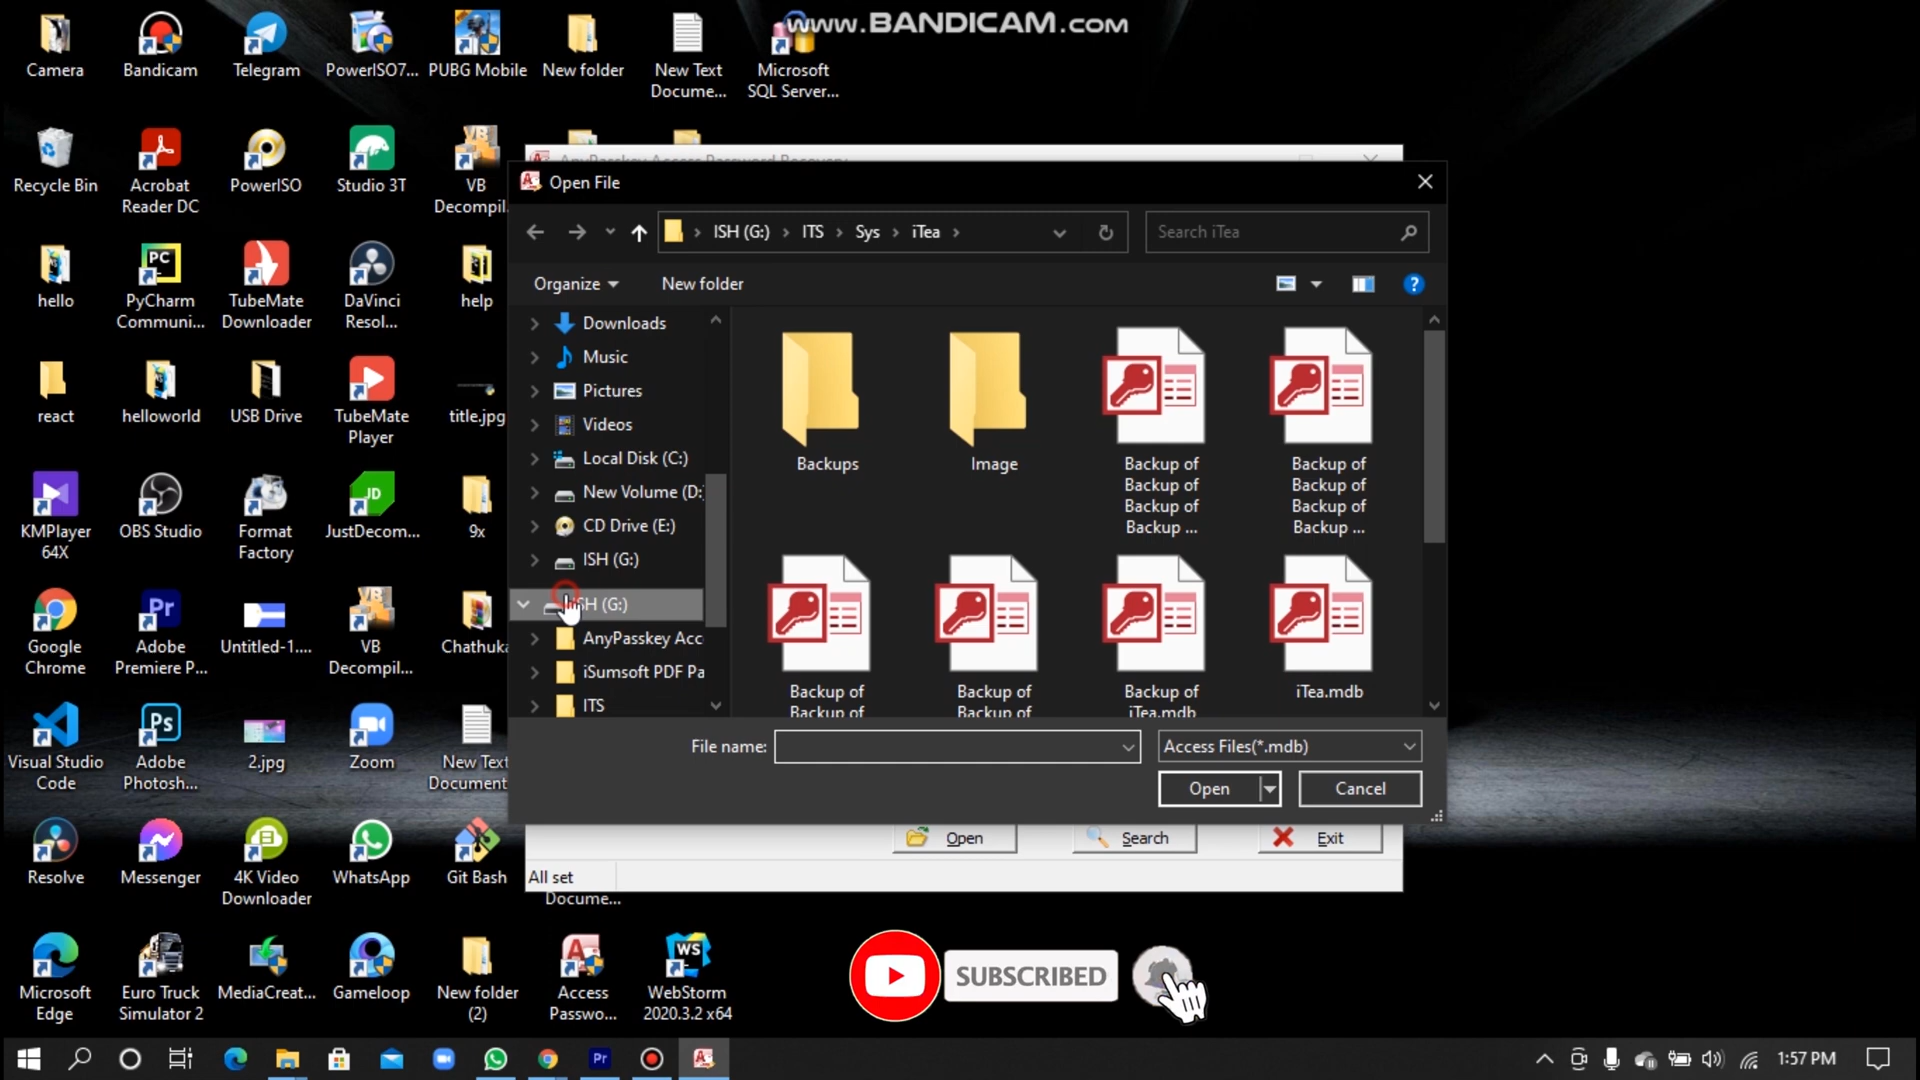 www.BANDICAM.com
Camera
Bandicam
Telegram
PowerISO7...
PUBG Mobile
New folder
New Text
Docume...
Microsoft
SQL Server...
Recycle Bin
Acrobat
Reader DC
PowerISO
Studio 3T
VB
Decompil
hello
PyCharm
Communi...
TubeMate
Downloader
DaVinci
Resol...
help
react
helloworld
USB Drive
TubeMate
Player
title.jpg
KMPlayer
64X
OBS Studio
Format
Factory
JustDecom...
9x
Google
Chrome
Adobe
Premiere P...
Untitled-1....
VB
Decompil...
Chathuka
Visual Studio
Code
Adobe
Photosh...
2.jpg
Zoom
New Text
Document
Resolve
Messenger
4K Video
Downloader
WhatsApp
Git Bash
Docume...
Microsoft
Edge
Euro Truck
Simulator 2
MediaCreat...
Gameloop
New folder
(2)
Access
Passwo...
WebStorm
2020.3.2 x64
AnyPasskey Access Password Recovery
Open File
ISH (G:) › ITS › Sys › iTea ›
Search iTea
Organize
New folder
Downloads
Music
Pictures
Videos
Local Disk (C:)
New Volume (D:
CD Drive (E:)
ISH (G:)
ISH (G:)
AnyPasskey Acc
iSumsoft PDF Pa
ITS
Backups
Image
Backup of
Backup of
Backup of
Backup ...
Backup of
Backup of
Backup of
Backup ...
Backup of
Backup of
Backup of
Backup of
Backup of
iTea.mdb
iTea.mdb
File name:
Access Files(*.mdb)
Open
Cancel
Open
Search
Exit
All set
SUBSCRIBED
1:57 PM